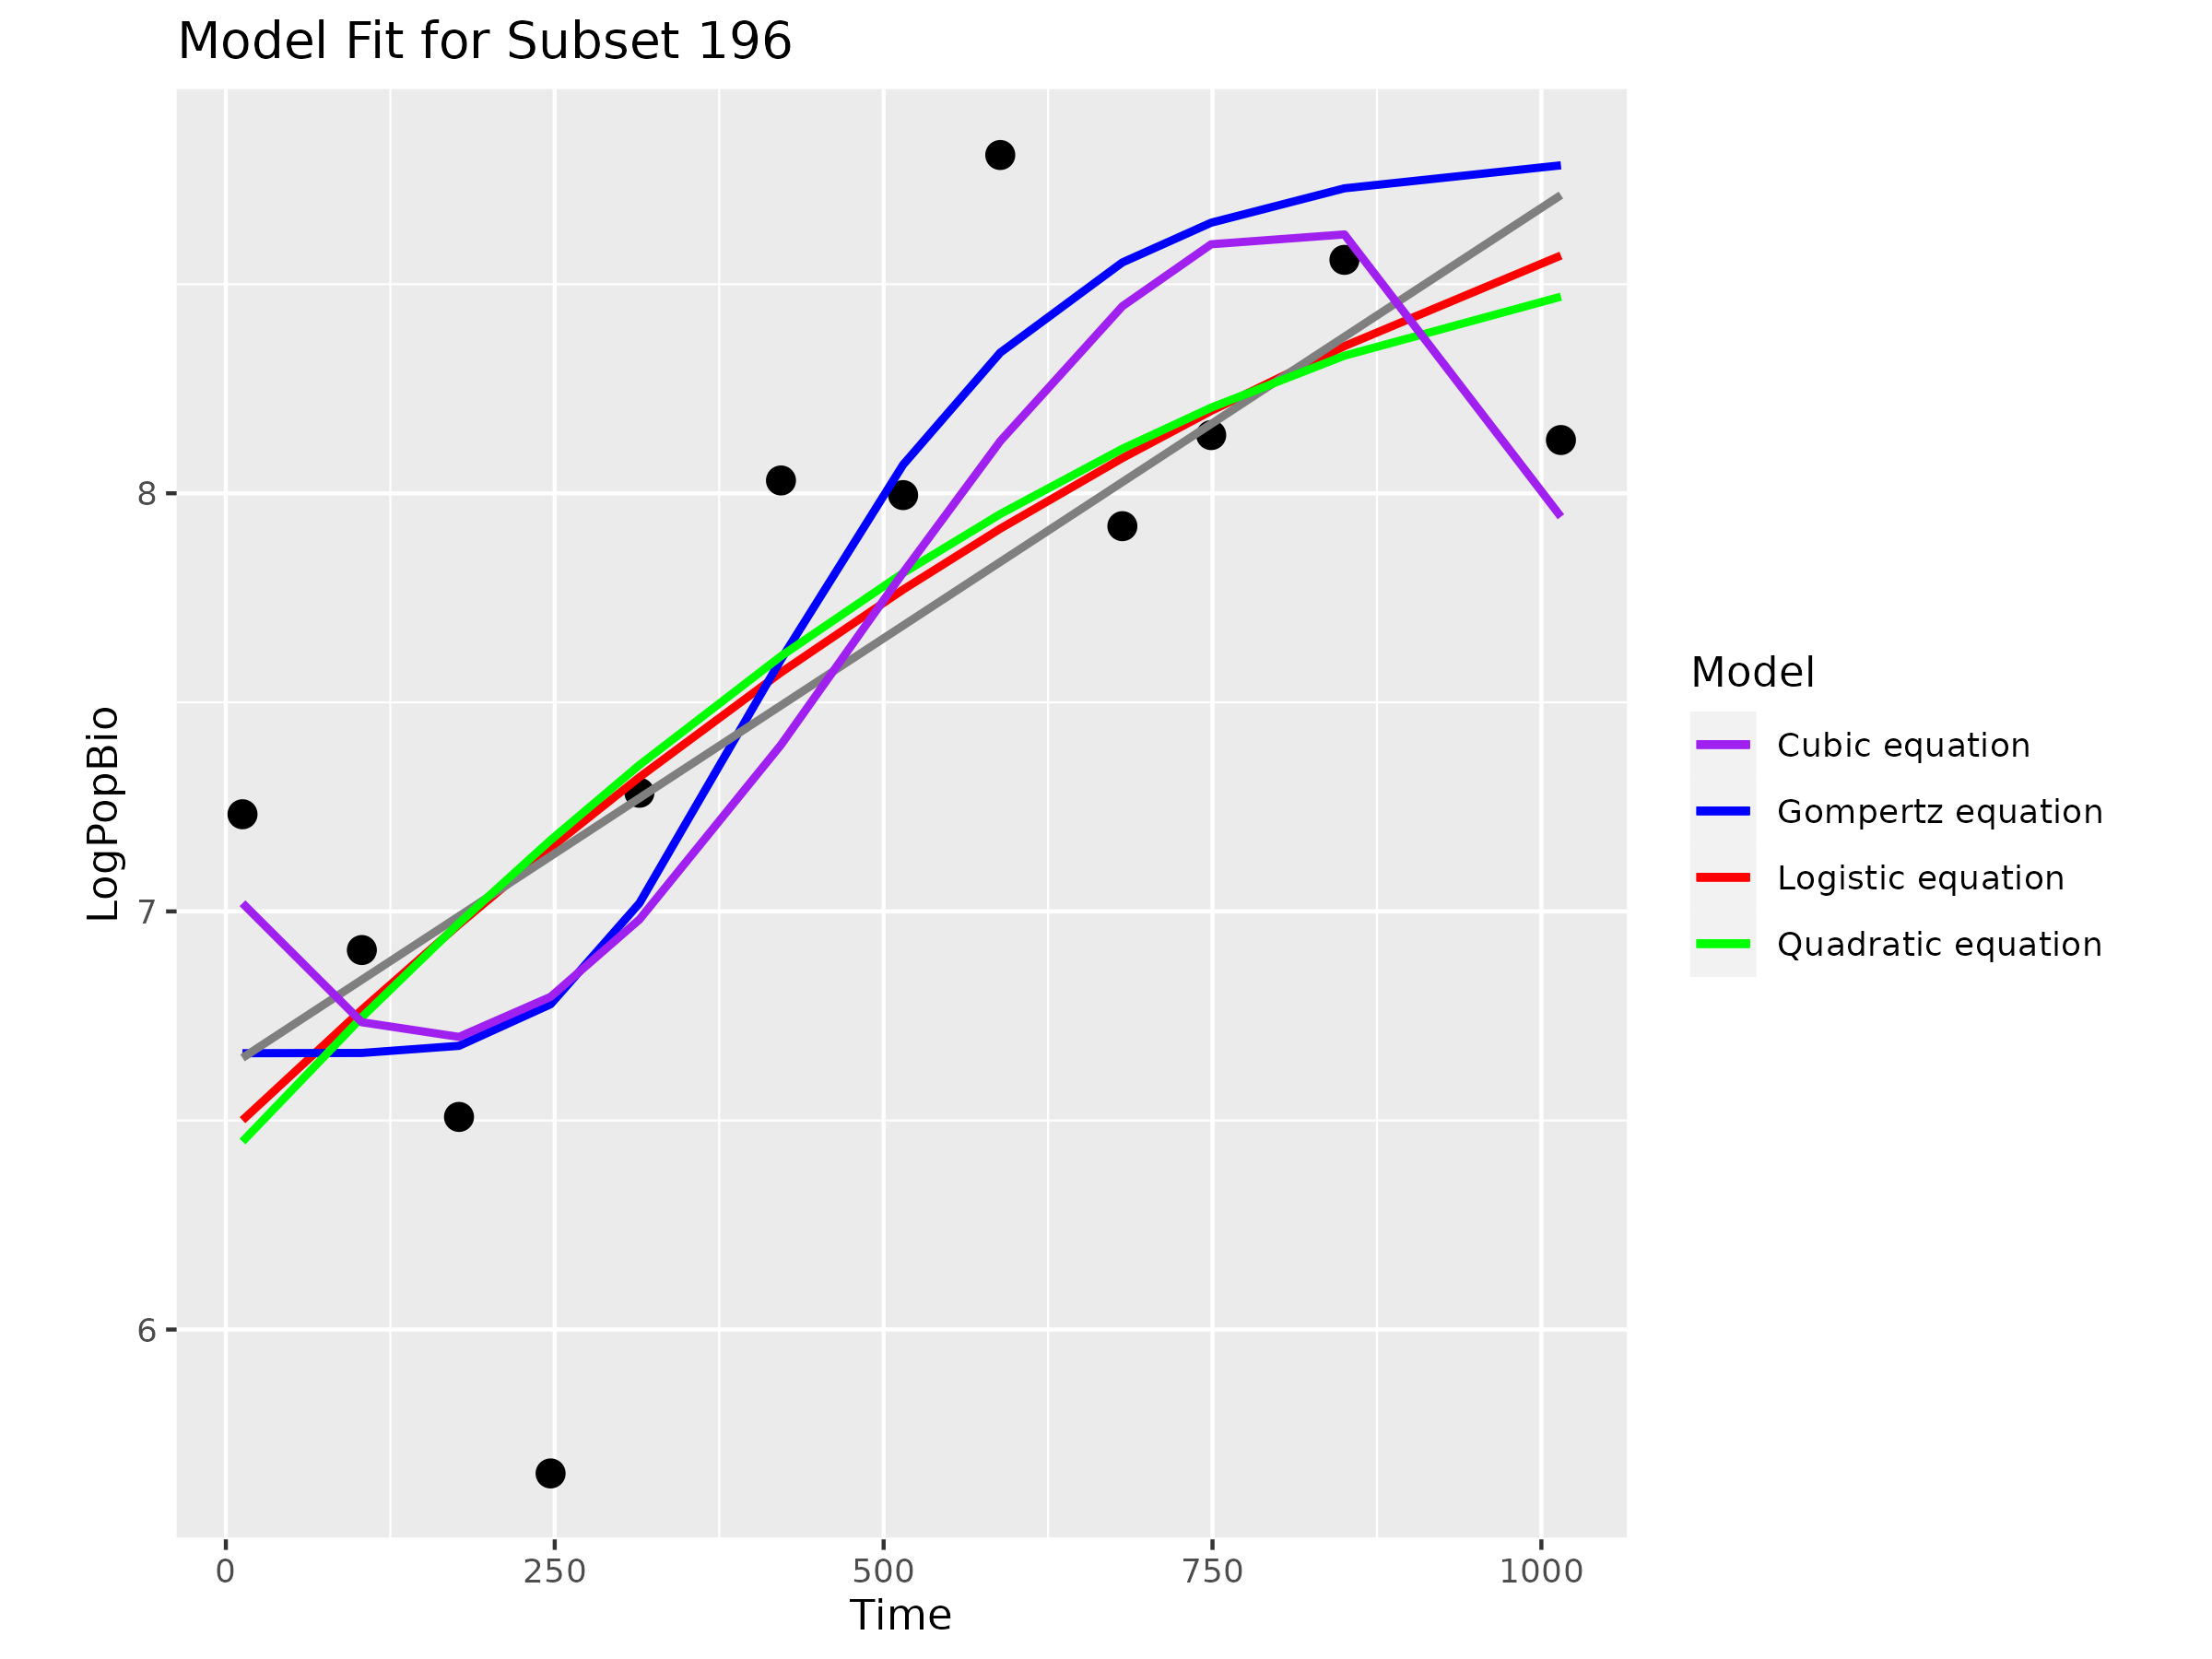 Model Fit for Subset 196
LogPopBio
8
7
6
0 250 500 750 1000
Time
Model
Cubic equation
Gompertz equation
Logistic equation
Quadratic equation